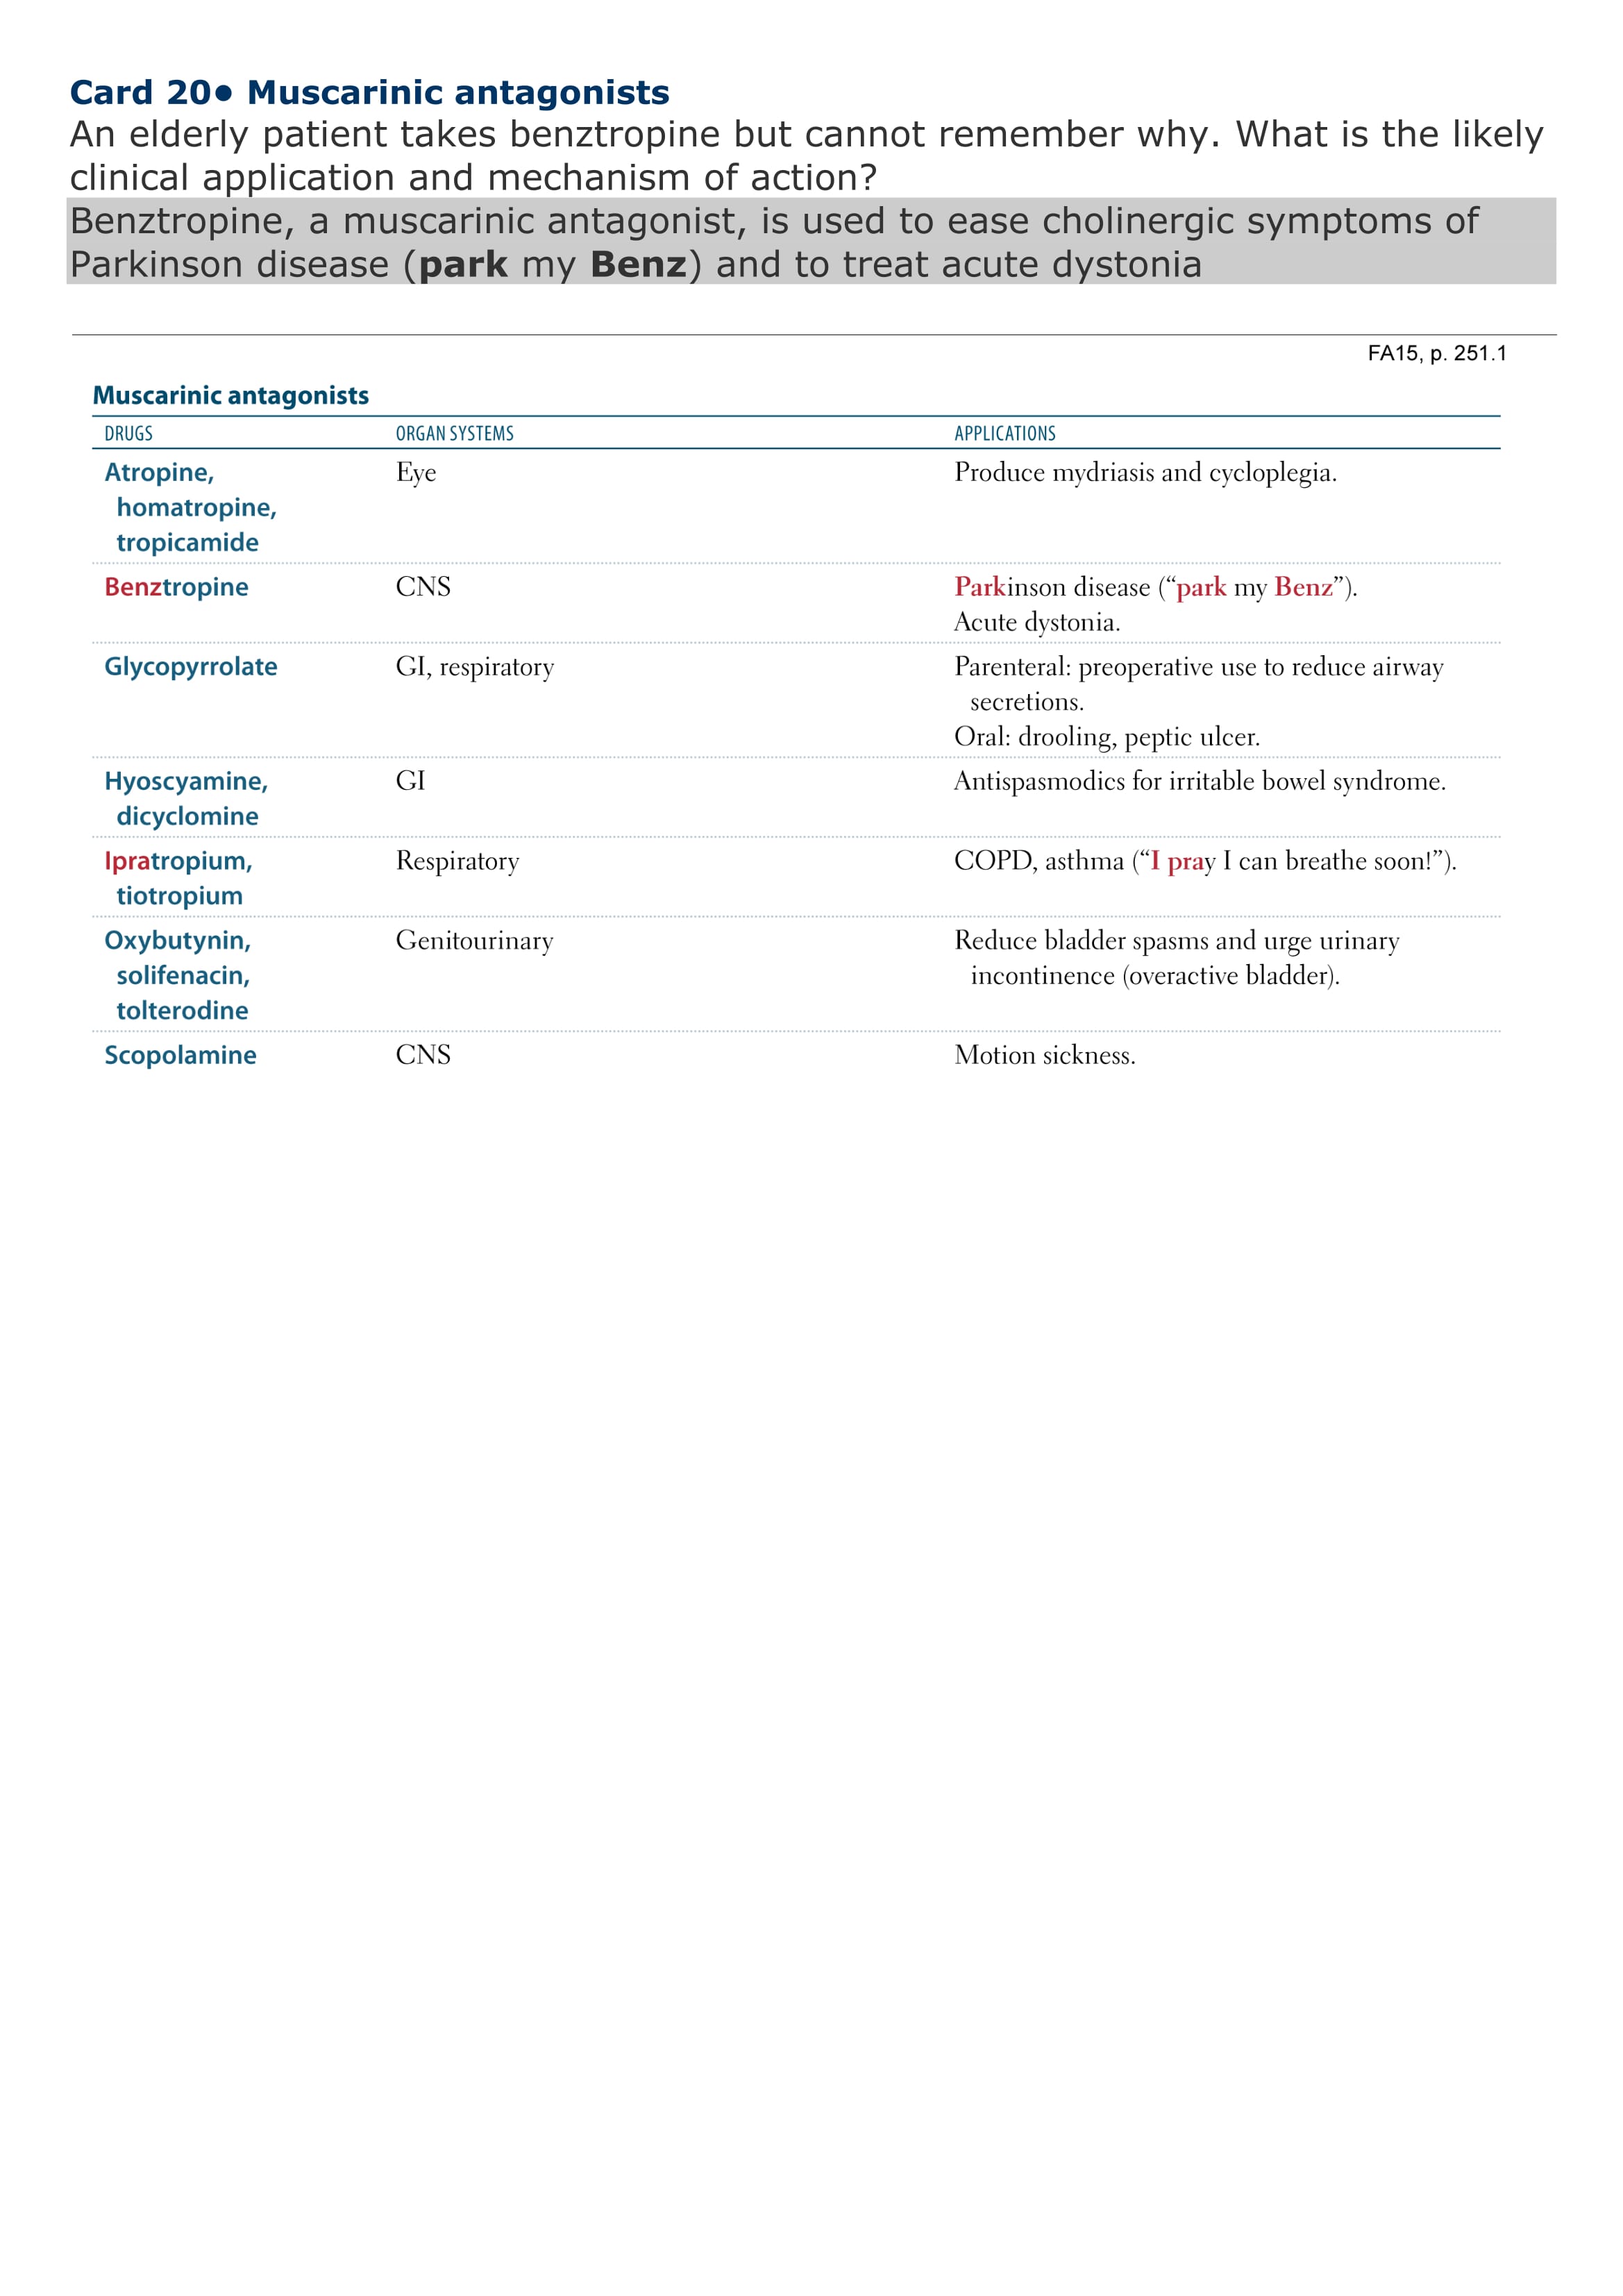 Card 20• Muscarinic antagonists
An elderly patient takes benztropine but cannot remember why. What is the likely
clinical application and mechanism of action?
Benztropine, a muscarinic antagonist, is used to ease cholinergic symptoms of
Parkinson disease (park my Benz) and to treat acute dystonia
FA15, p. 251.1
Muscarinic antagonists
DRUGS ORGAN SYSTEMS APPLICATIONS
Atropine, Eye Produce mydriasis and cycloplegia.
homatropine,
tropicamide
Benztropine CNS Parkinson disease (“park my Benz”).
Acute dystonia.
Glycopyrrolate GI, respiratory Parenteral: preoperative use to reduce airway
secretions.
Oral: drooling, peptic ulcer.
Hyoscyamine, GI Antispasmodics for irritable bowel syndrome.
dicyclomine
Ipratropium, Respiratory COPD, asthma (“I pray I can breathe soon!”).
tiotropium
Oxybutynin, Genitourinary Reduce bladder spasms and urge urinary
solifenacin, incontinence (overactive bladder).
tolterodine
Scopolamine CNS Motion sickness.